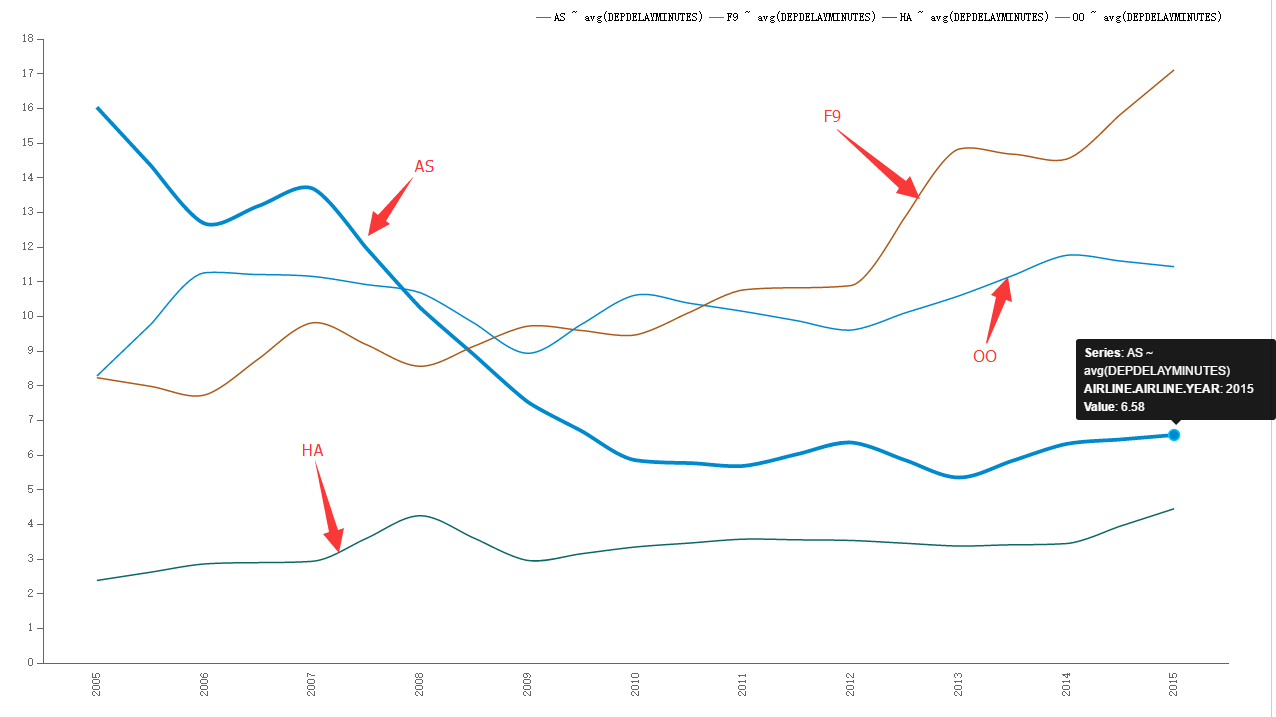 AS ~ avg(DEPDELAYMINUTES) F9 ~ avg(DEPDELAYMINUTES) HA ~ avg(DEPDELAYMINUTES) OO ~ avg(DEPDELAYMINUTES)
18
17
16
15
14
13
12
11
10
9
8
7
6
5
4
3
2
1
0
F9
AS
OO
HA
Series: AS ~
avg(DEPDELAYMINUTES)
AIRLINE.AIRLINE.YEAR: 2015
Value: 6.58
2005 2006 2007 2008 2009 2010 2011 2012 2013 2014 2015